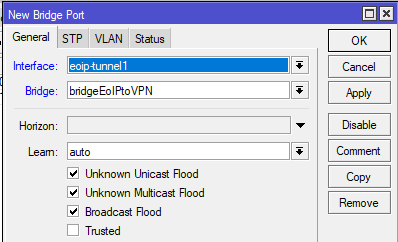 New Bridge Port
General STP VLAN Status
OK
Interface: eoip-tunnel1
Cancel
Bridge: bridgeEoIPtoVPN
Apply
Horizon:
Disable
Learn: auto
Comment
Unknown Unicast Flood
Copy
Unknown Multicast Flood
Remove
Broadcast Flood
Trusted